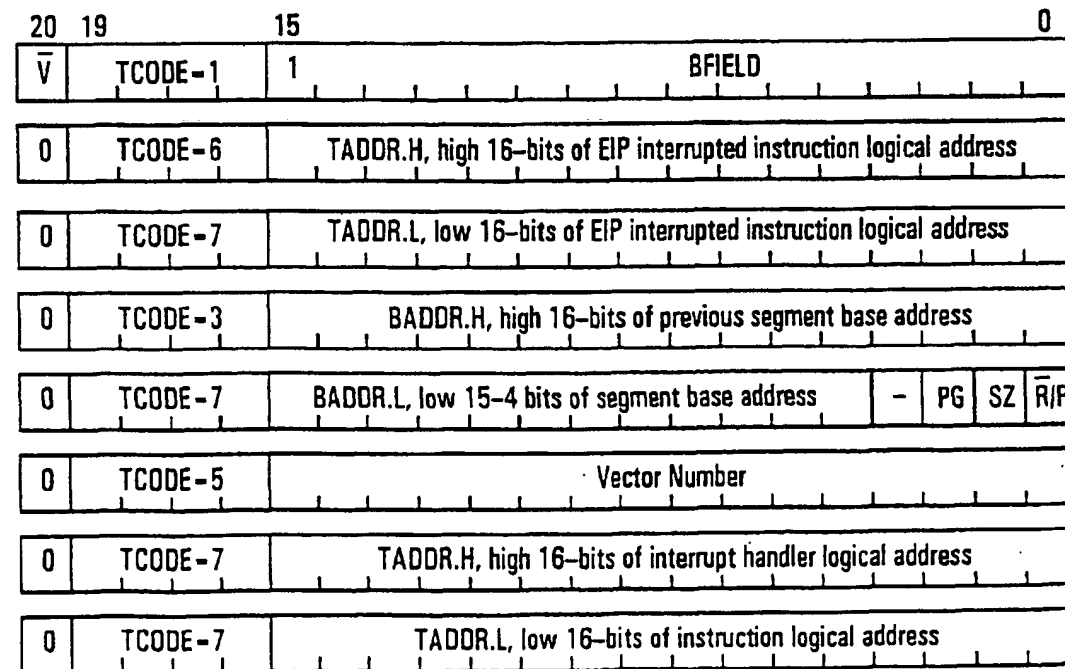 20 19 15 0
V̅ TCODE-1 1 BFIELD
0 TCODE-6 TADDR.H, high 16-bits of EIP interrupted instruction logical address
0 TCODE-7 TADDR.L, low 16-bits of EIP interrupted instruction logical address
0 TCODE-3 BADDR.H, high 16-bits of previous segment base address
0 TCODE-7 BADDR.L, low 15-4 bits of segment base address - PG SZ R̅/P
0 TCODE-5 Vector Number
0 TCODE-7 TADDR.H, high 16-bits of interrupt handler logical address
0 TCODE-7 TADDR.L, low 16-bits of instruction logical address